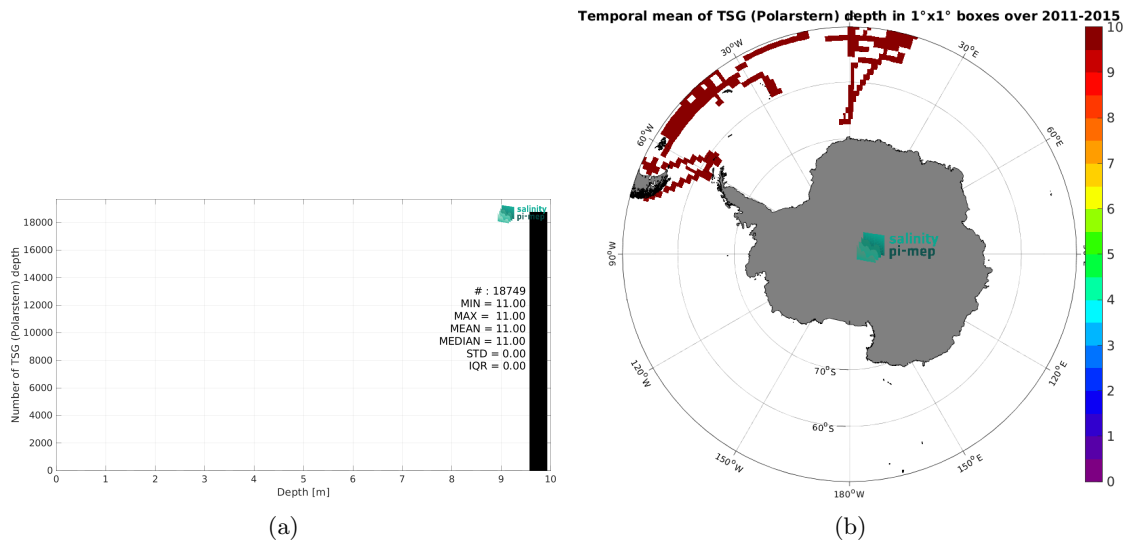 Temporal mean of TSG (Polarstern) depth in 1°x1° boxes over 2011-2015
18000
16000
14000
12000
10000
8000
6000
4000
2000
0
Number of TSG (Polarstern) depth
salinity
pi-mep
# : 18749
MIN = 11.00
MAX = 11.00
MEAN = 11.00
MEDIAN = 11.00
STD = 0.00
IQR = 0.00
0 1 2 3 4 5 6 7 8 9 10
Depth [m]
(a)
30°W
30°E
60°W
60°E
90°W
120°W
120°E
150°W
150°E
180°W
70°S
60°S
salinity
pi-mep
10
9
8
7
6
5
4
3
2
1
0
(b)